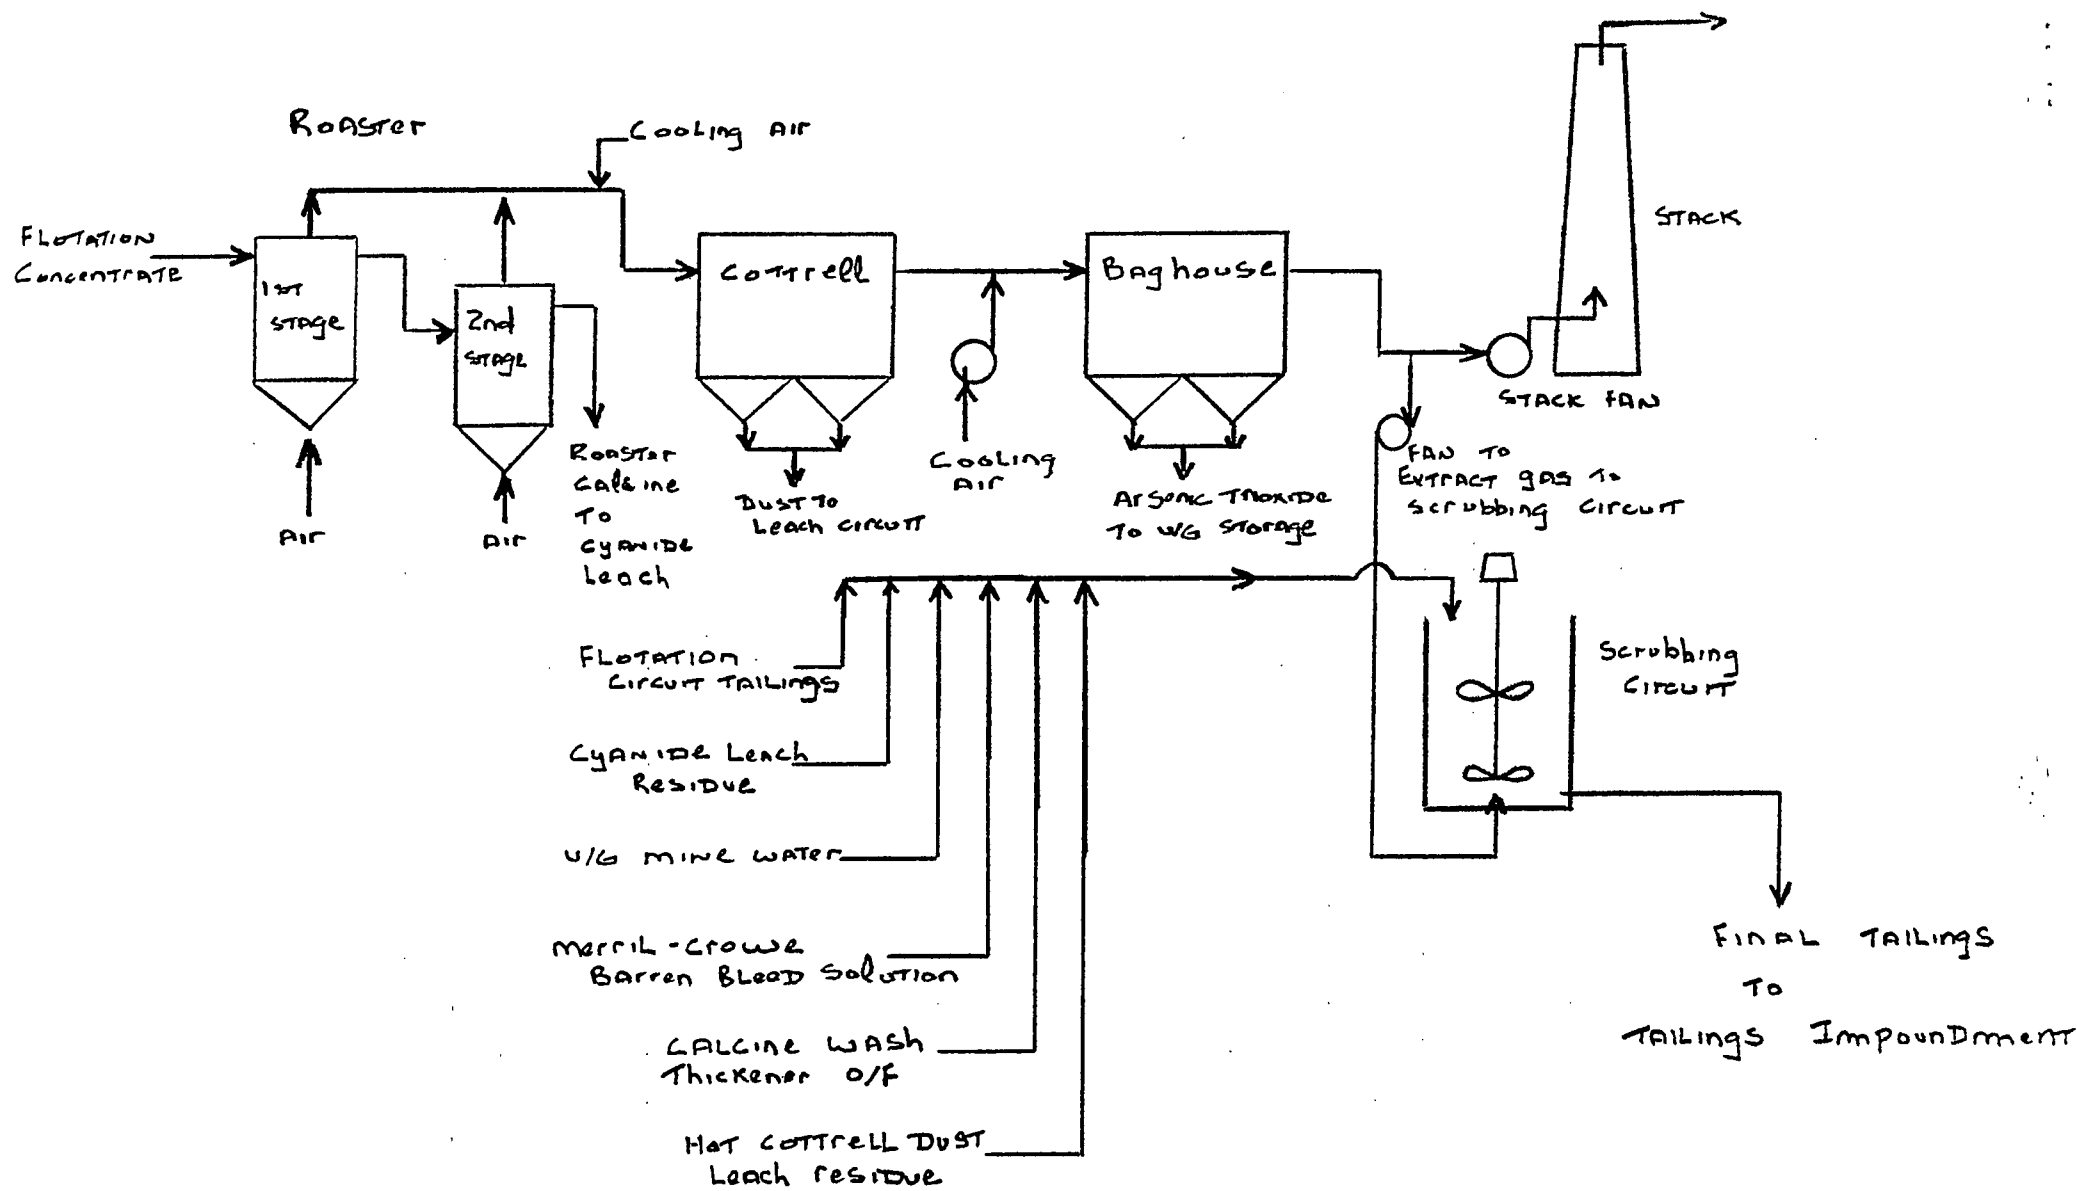 Roaster
Cooling Air
Flotation
Concentrate
1st
Stage
2nd
Stage
Cottrell
Baghouse
Stack
Stack Fan
Air
Air
Roaster
Calcine
to
Cyanide
Leach
Dust to
Leach Circuit
Cooling
Air
Arsenic Trioxide
to U/G Storage
Fan to
Extract gas to
Scrubbing Circuit
Flotation
Circuit Tailings
Cyanide Leach
Residue
U/G Mine Water
Merril-Crowe
Barren Bleed Solution
Calcine Wash
Thickener O/F
Hot Cottrell Dust
Leach residue
Scrubbing
Circuit
Final Tailings
to
Tailings Impoundment